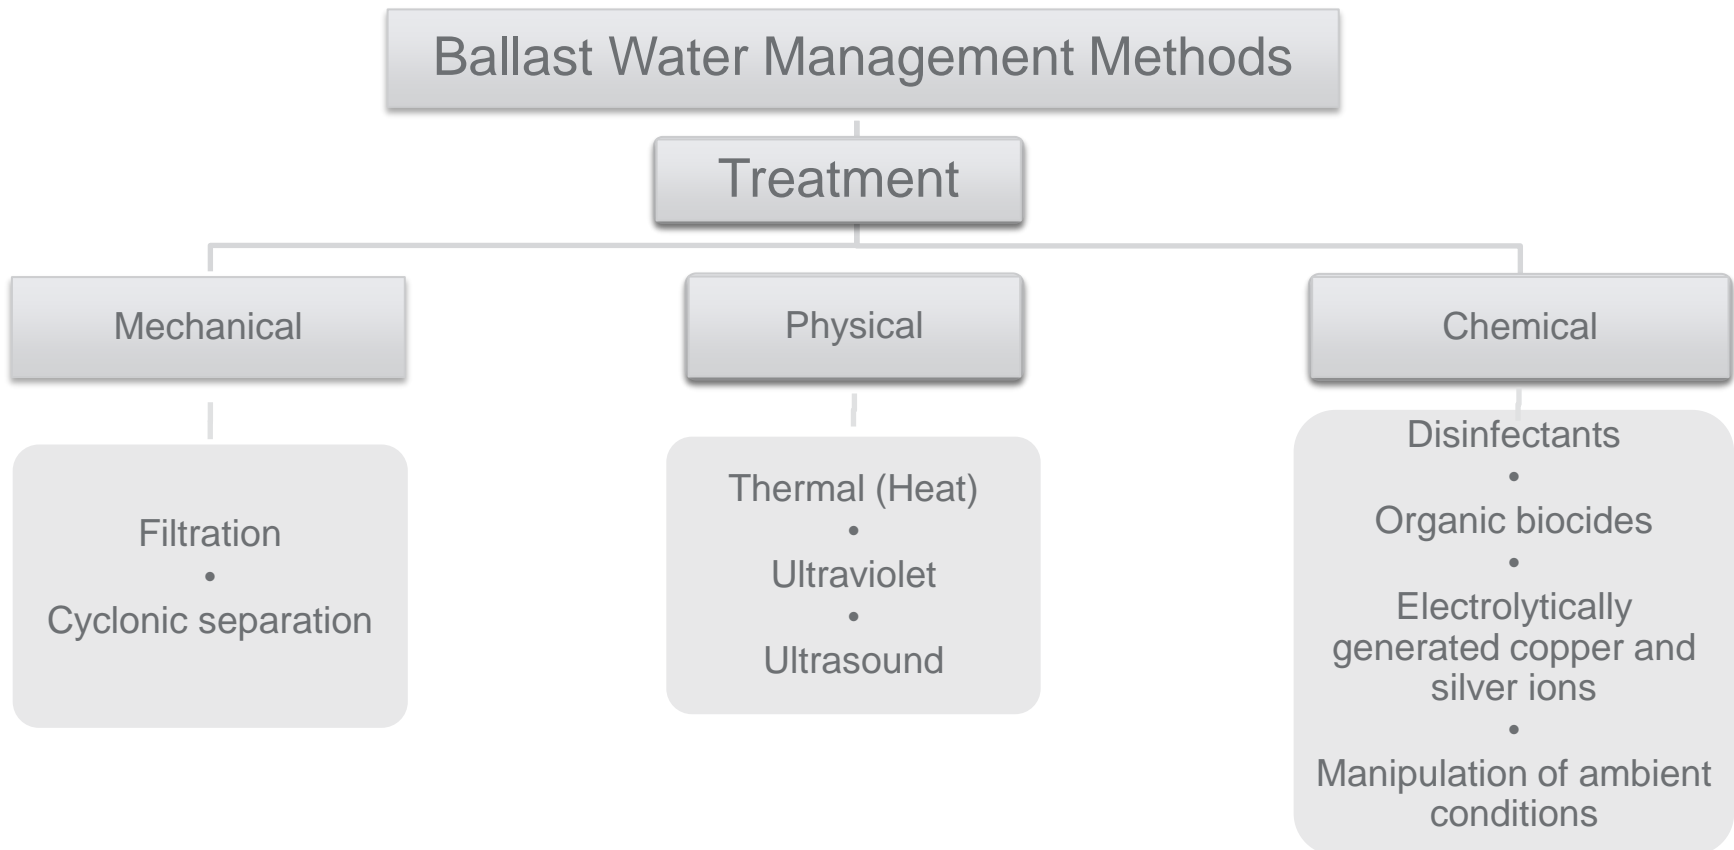 Ballast Water Management Methods
Treatment
Mechanical
Physical
Chemical
Filtration
•
Cyclonic separation
Thermal (Heat)
•
Ultraviolet
•
Ultrasound
Disinfectants
•
Organic biocides
•
Electrolytically
generated copper and
silver ions
•
Manipulation of ambient
conditions